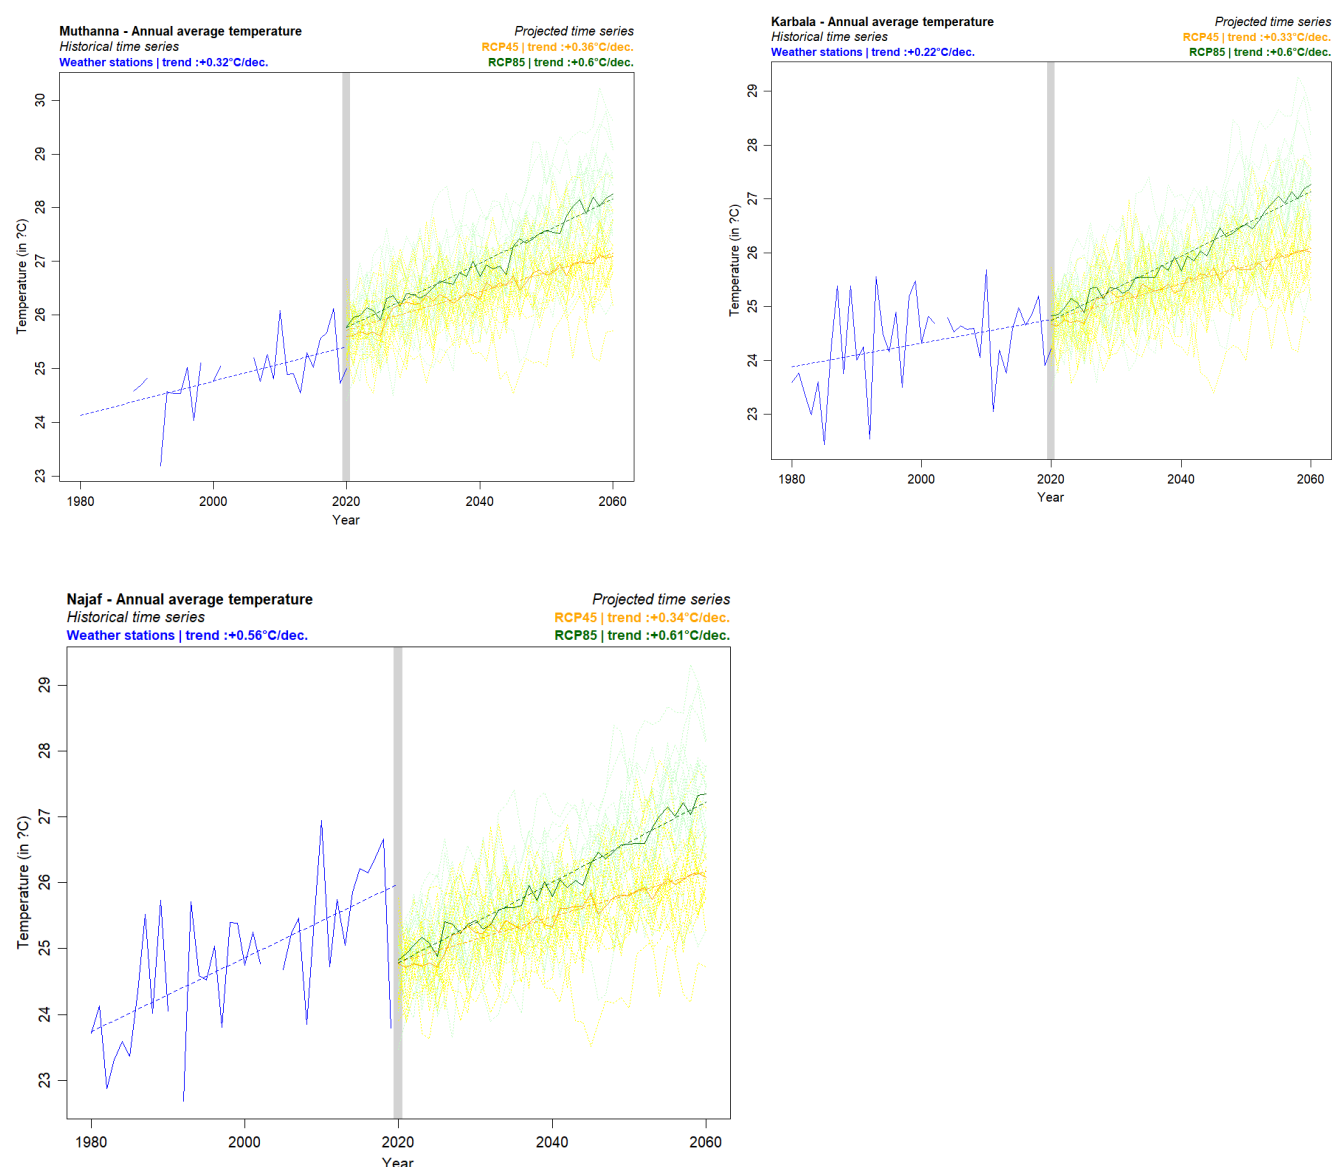 Muthanna - Annual average temperature
Projected time series
Historical time series
RCP45 | trend :+0.36°C/dec.
Weather stations | trend :+0.32°C/dec.
RCP85 | trend :+0.6°C/dec.
30
29
28
27
26
25
24
23
Temperature (in ?C)
1980 2000 2020 2040 2060
Year
Karbala - Annual average temperature
Projected time series
Historical time series
RCP45 | trend :+0.33°C/dec.
Weather stations | trend :+0.22°C/dec.
RCP85 | trend :+0.6°C/dec.
29
28
27
26
25
24
23
Temperature (in ?C)
1980 2000 2020 2040 2060
Year
Najaf - Annual average temperature
Projected time series
Historical time series
RCP45 | trend :+0.34°C/dec.
Weather stations | trend :+0.56°C/dec.
RCP85 | trend :+0.61°C/dec.
29
28
27
26
25
24
23
Temperature (in ?C)
1980 2000 2020 2040 2060
Year